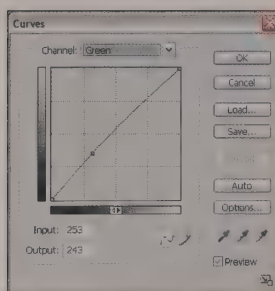 Curves
Channel: Green
OK
Cancel
Load...
Save...
Auto
Options...
Input: 253
Output: 243
Preview